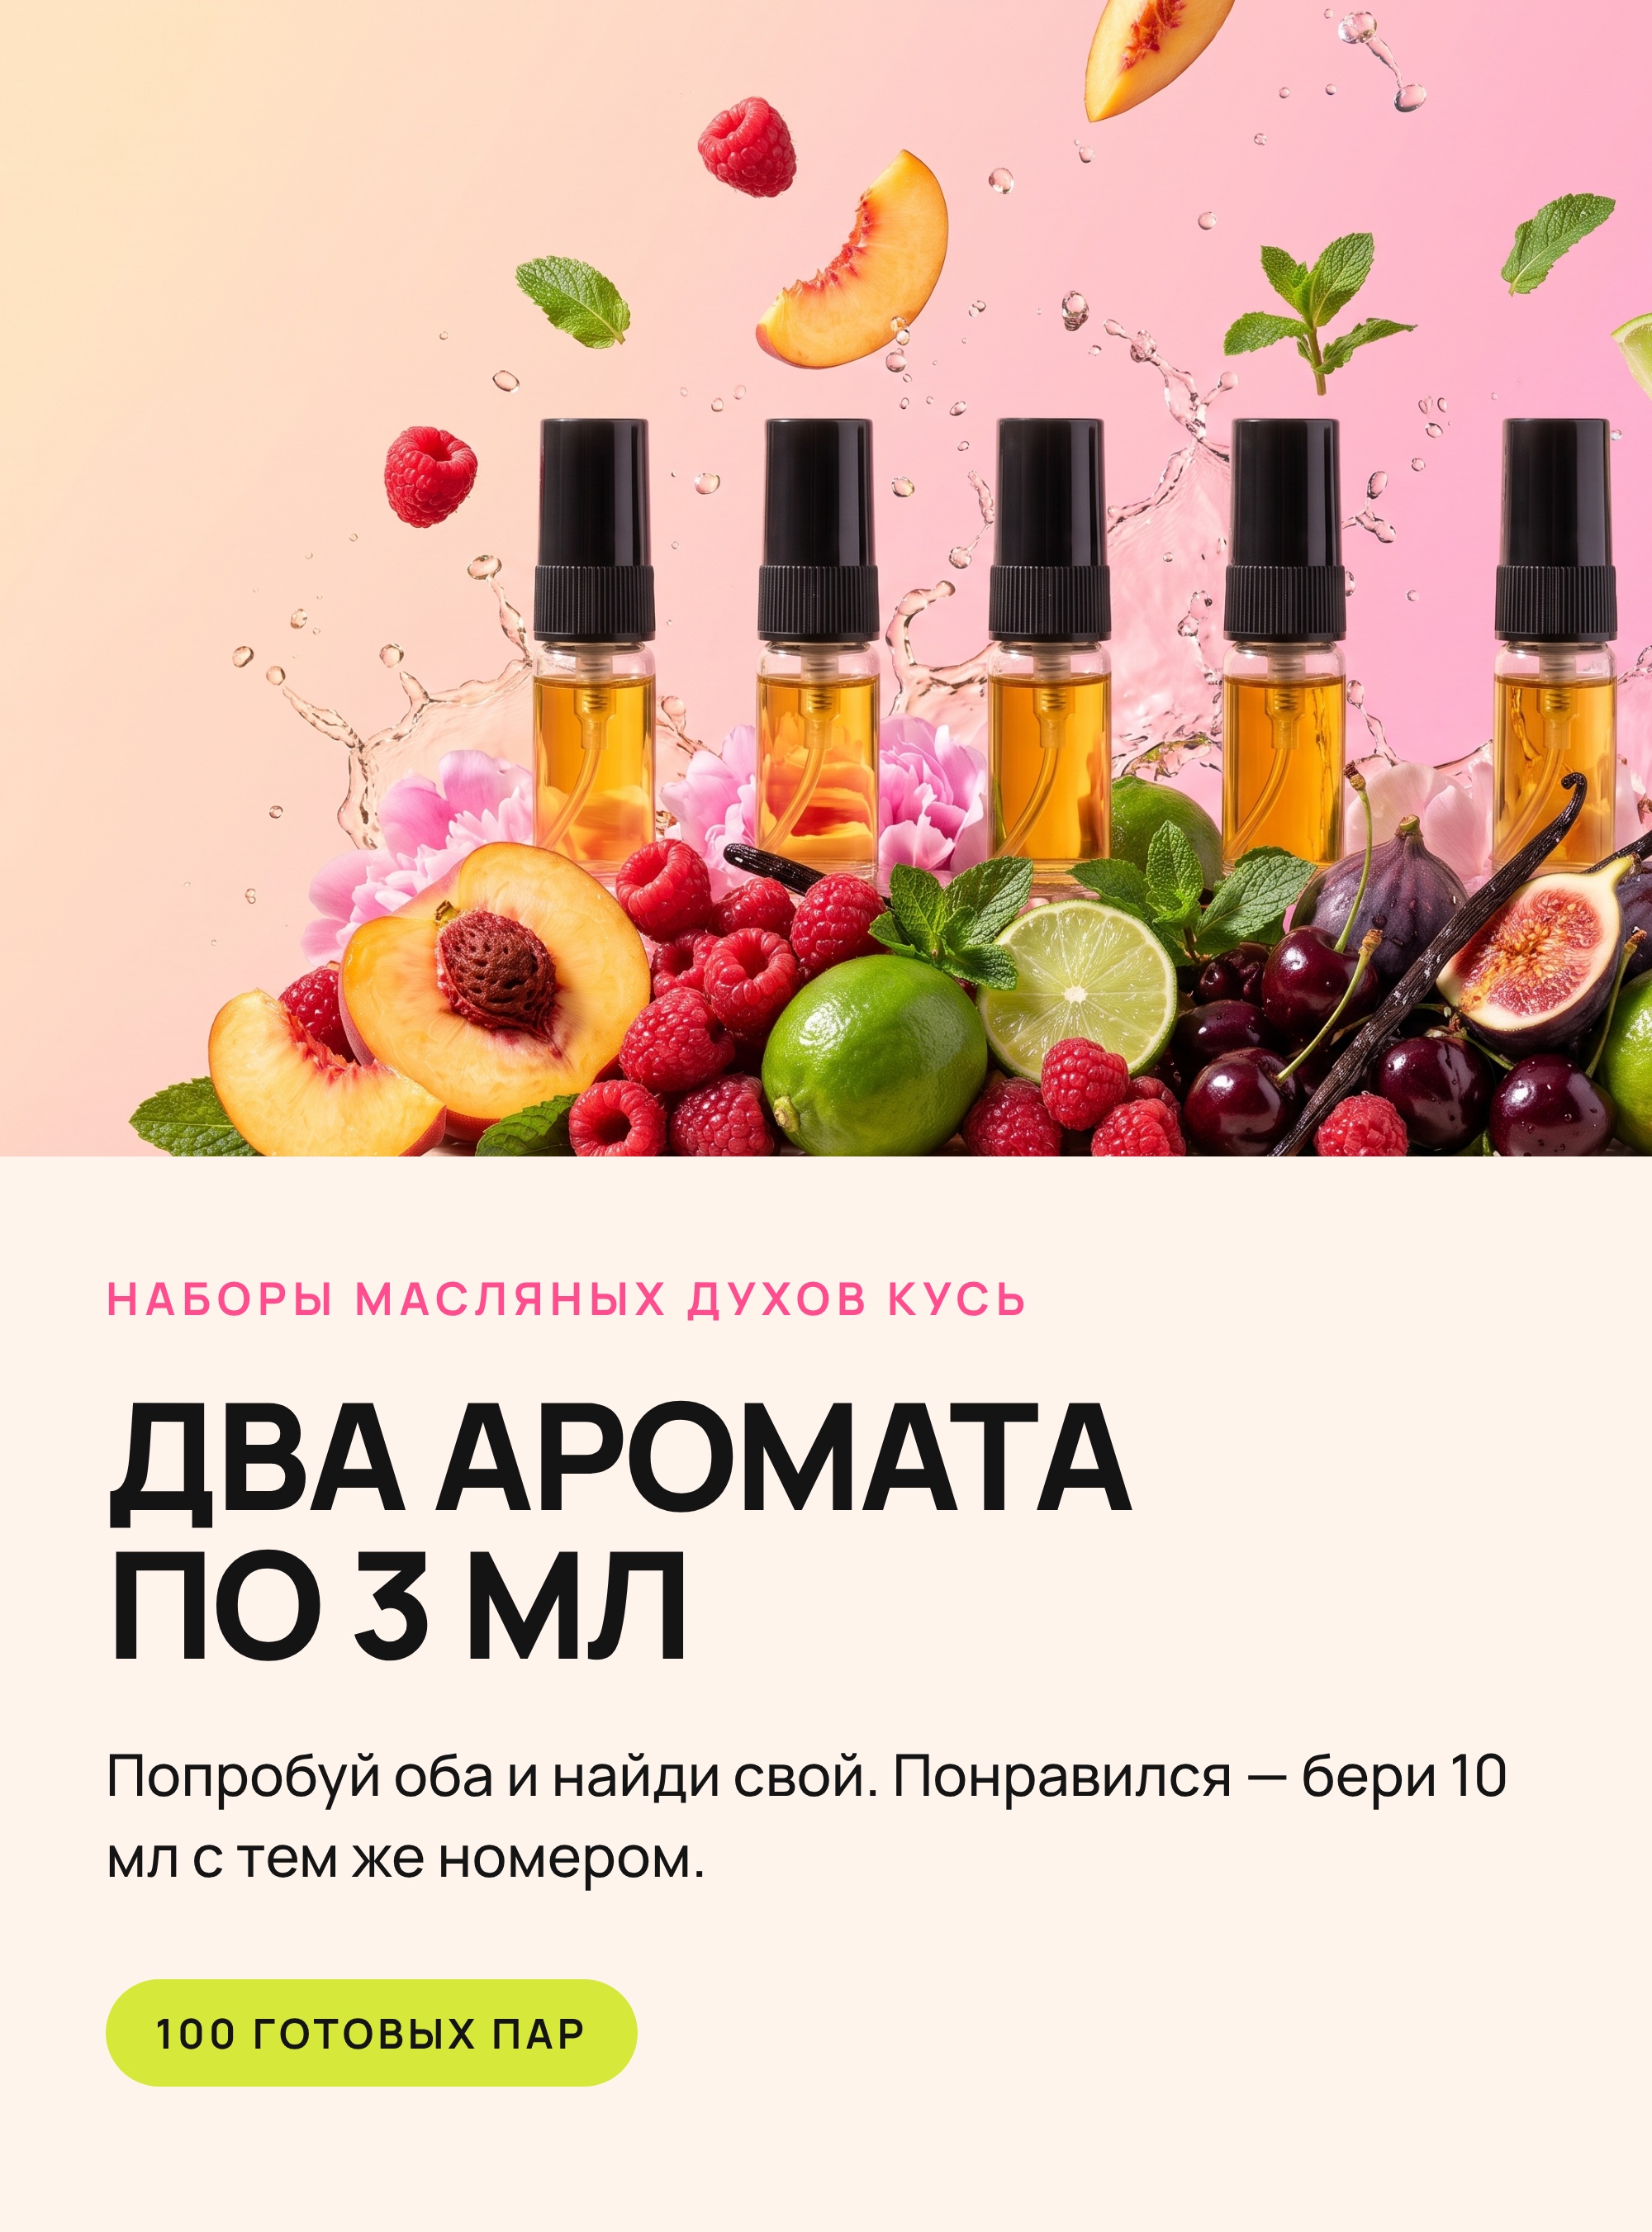 НАБОРЫ МАСЛЯНЫХ ДУХОВ КУСЬ
ДВА АРОМАТА
ПО 3 МЛ
Попробуй оба и найди свой. Понравился — бери 10
мл с тем же номером.
100 ГОТОВЫХ ПАР